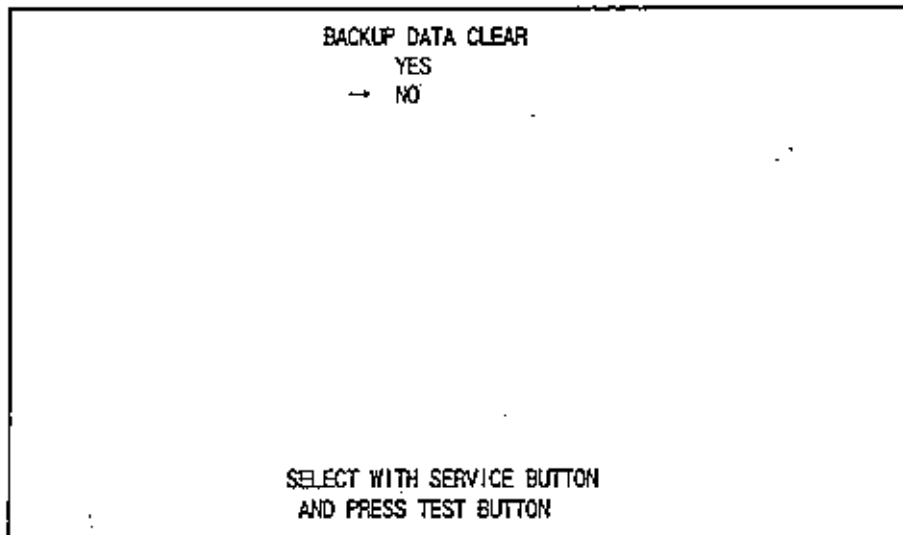 BACKUP DATA CLEAR
YES
→ NO
SELECT WITH SERVICE BUTTON
AND PRESS TEST BUTTON